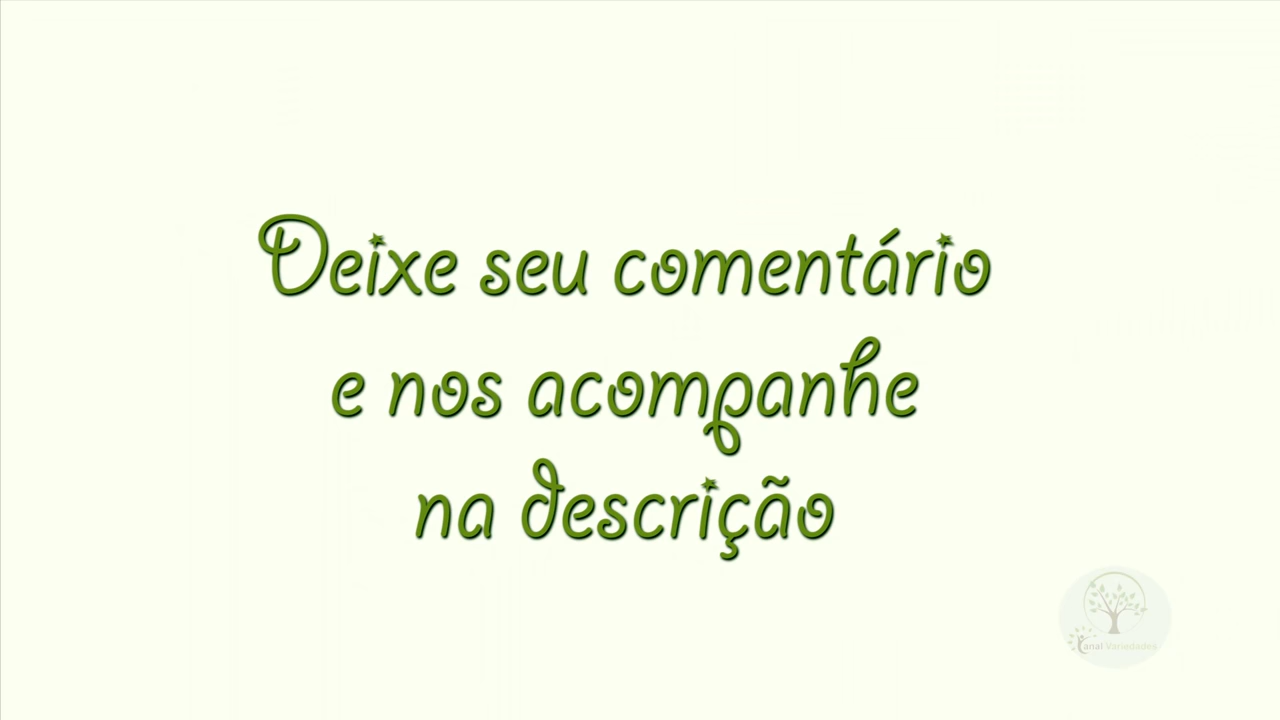 Deixe seu comentário
e nos acompanhe
na descrição
Canal Variedades